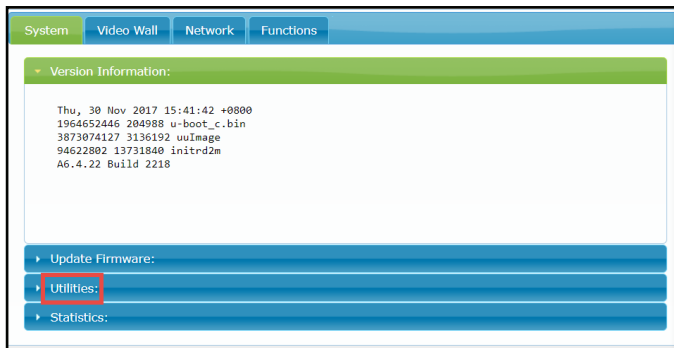 System Video Wall Network Functions
Version Information:
Thu, 30 Nov 2017 15:41:42 +0800
1964652446 204988 u-boot_c.bin
3873074127 3136192 uuImage
94622802 13731840 initrd2m
A6.4.22 Build 2218
Update Firmware:
Utilities:
Statistics: